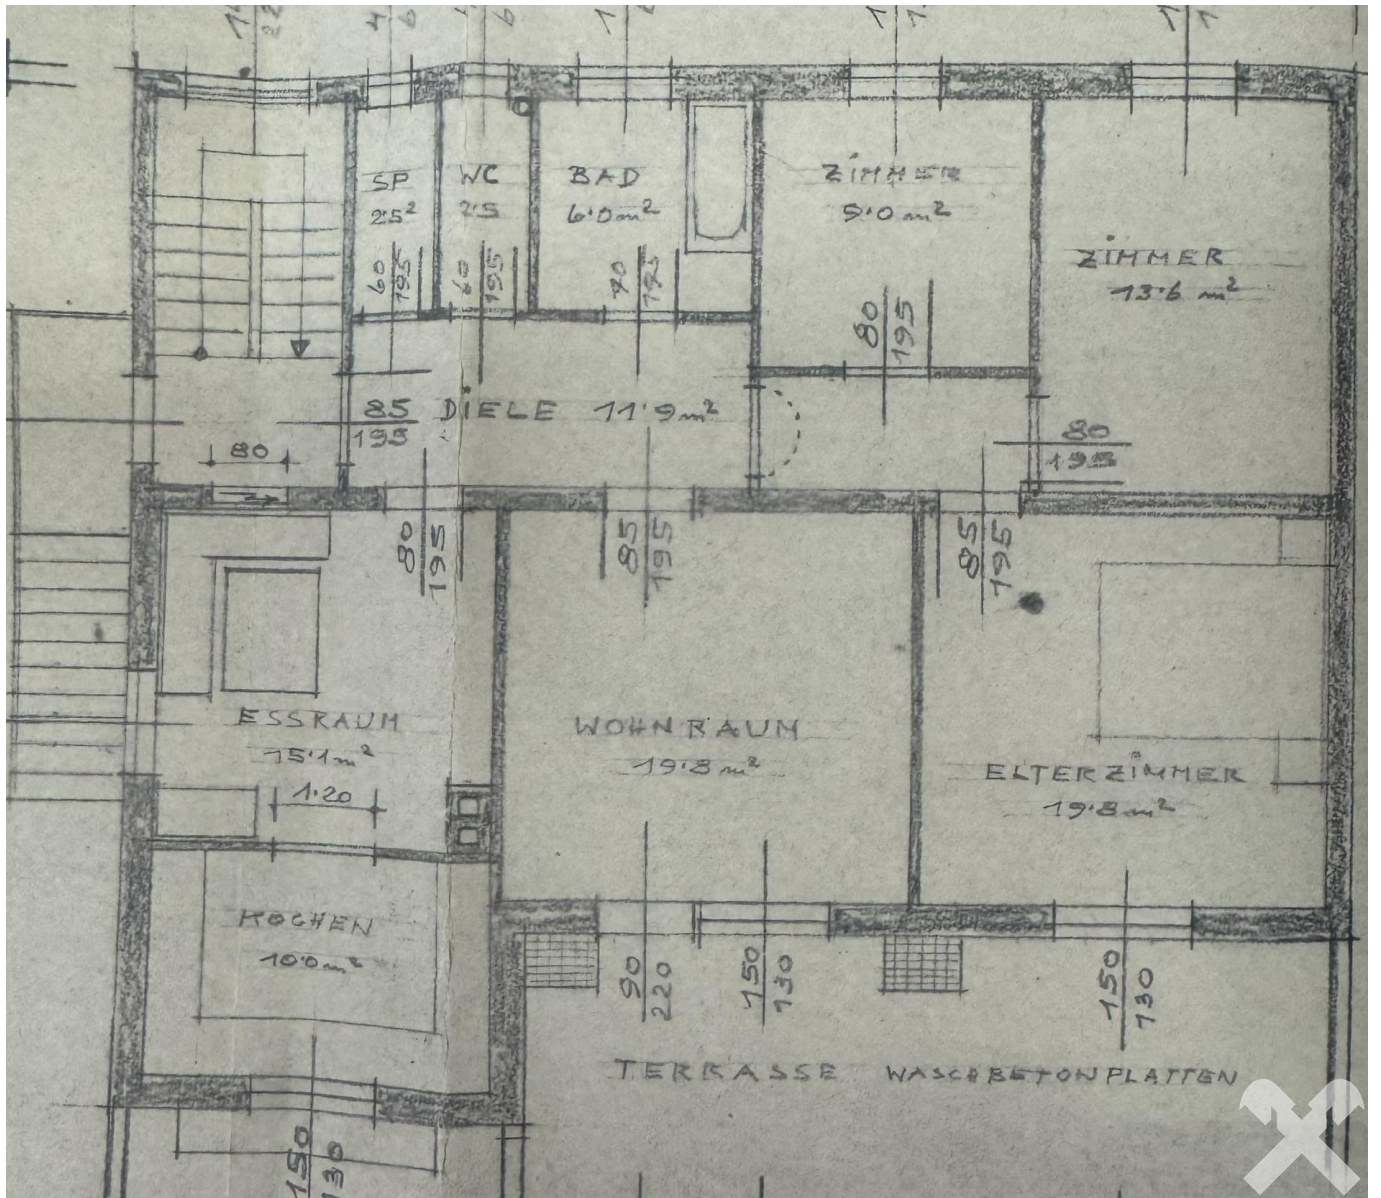 SP
2·5²
60
195
WC
2·5
60
195
BAD
6·0 m²
70
195
ZIMMER
9·0 m²
80
195
ZIMMER
13·6 m²
80
195
85
195
DIELE 11·9 m²
80
80
195
85
195
85
195
ESSRAUM
15·1 m²
1·20
WOHNRAUM
19·8 m²
ELTERZIMMER
19·8 m²
KOCHEN
10·0 m²
90
220
150
130
150
130
TERRASSE WASCHBETONPLATTEN
150
130